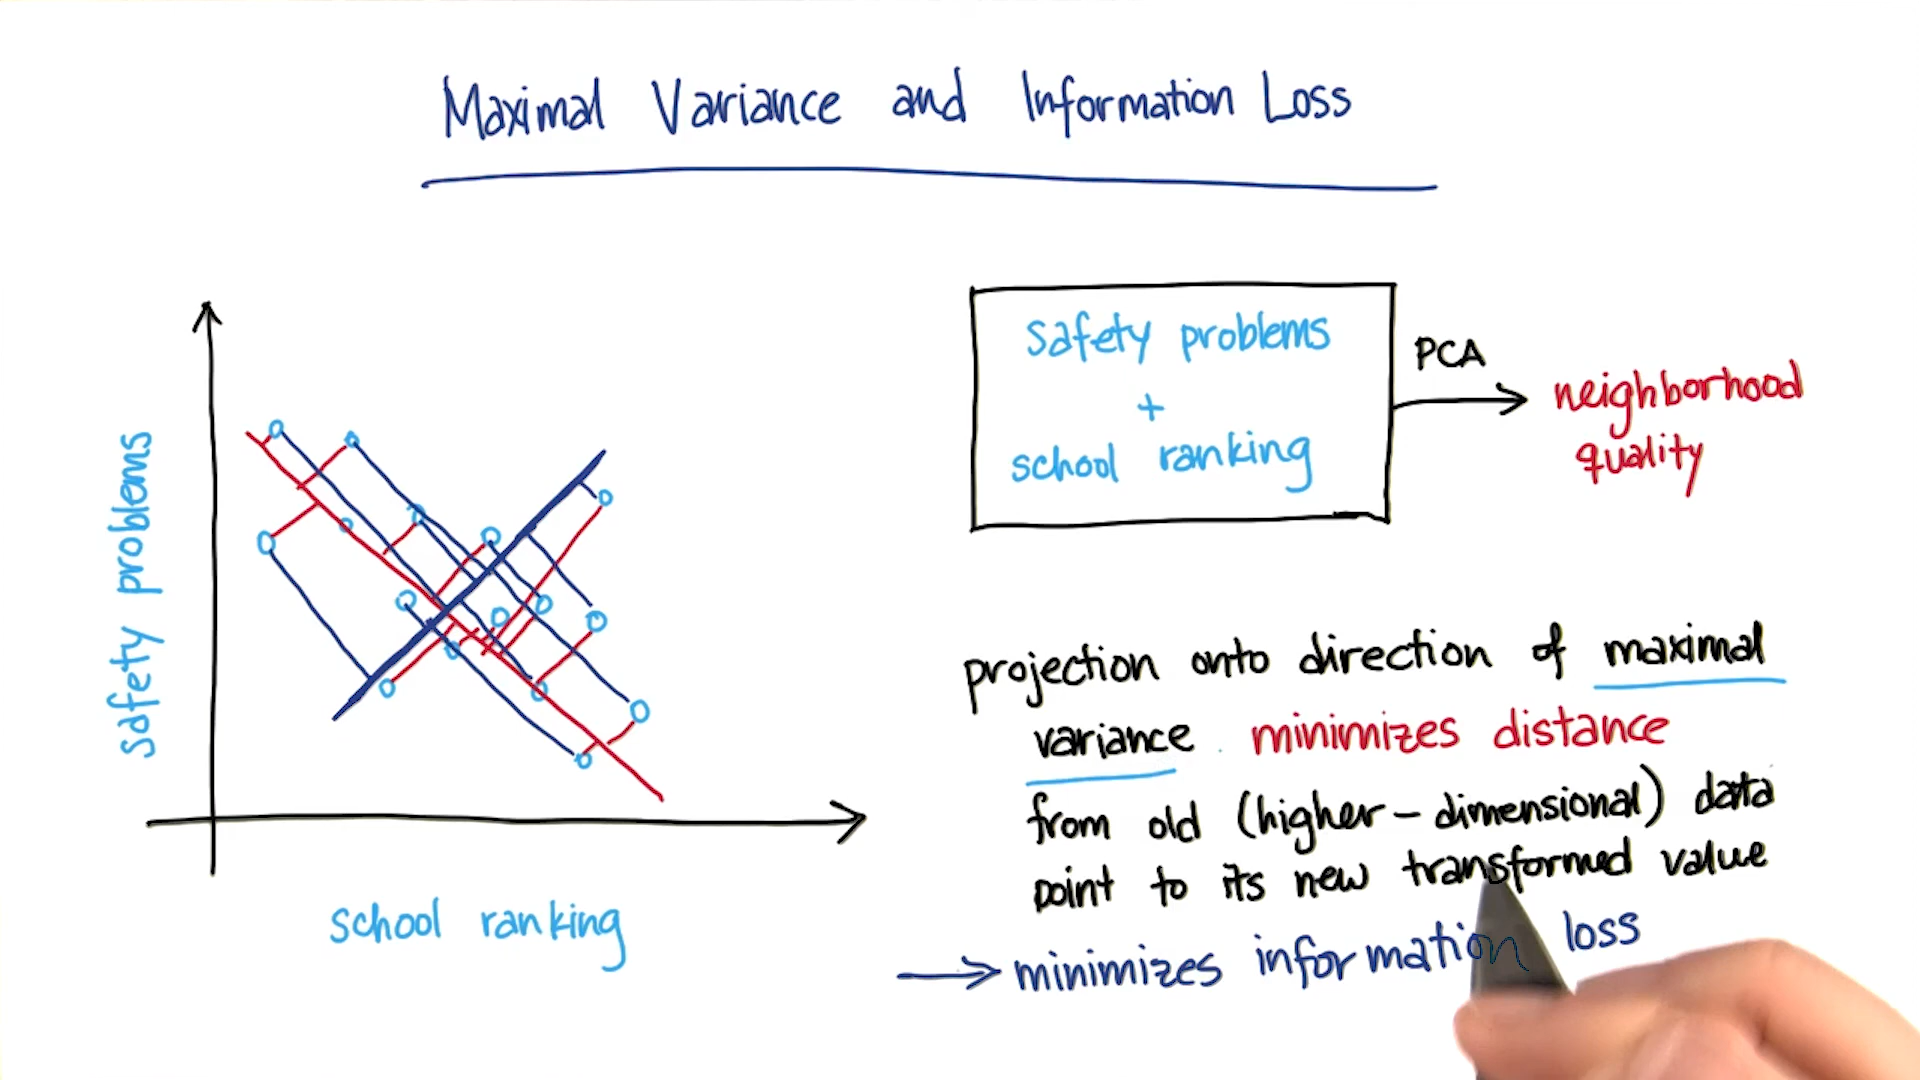 Maximal Variance and Information Loss
safety problems
school ranking
safety problems
+
school ranking
PCA
neighborhood
quality
projection onto direction of maximal
variance minimizes distance
from old (higher-dimensional) data
point to its new transformed value
→ minimizes information loss